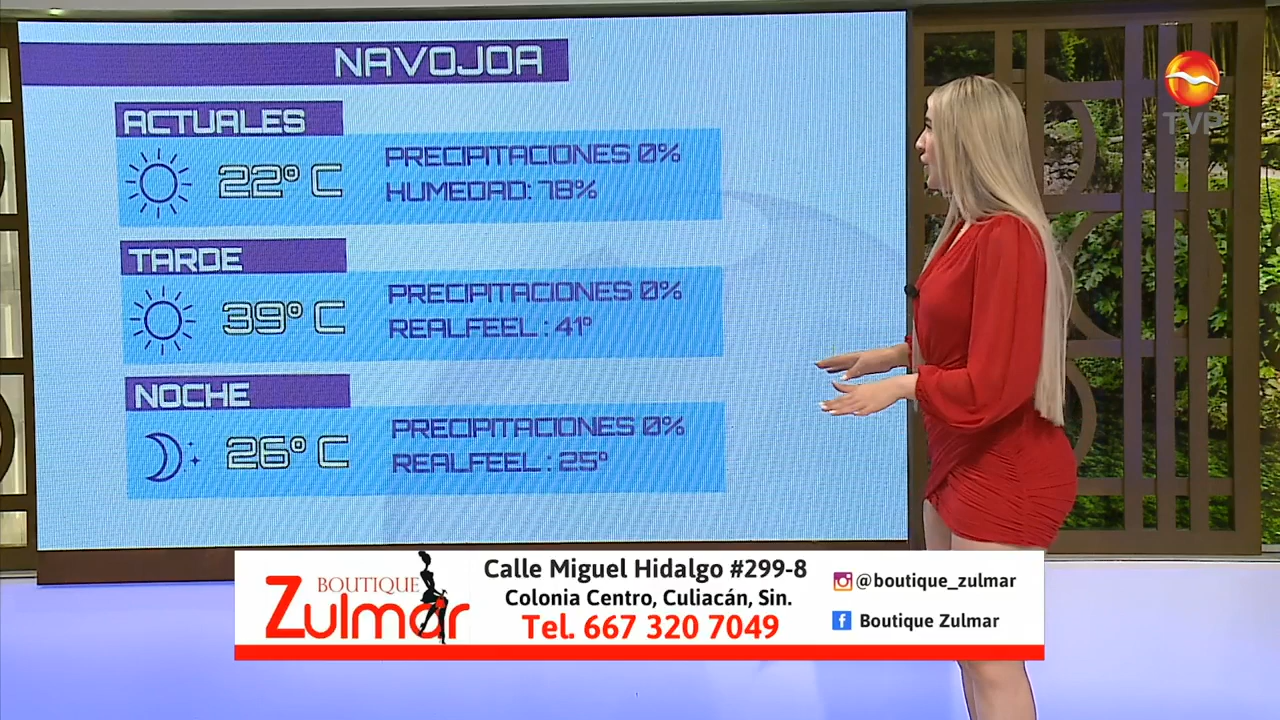 NAVOJOA
ACTUALES
22° C
PRECIPITACIONES 0%
HUMEDAD: 78%
TARDE
39° C
PRECIPITACIONES 0%
REALFEEL : 41°
NOCHE
26° C
PRECIPITACIONES 0%
REALFEEL : 25°
TVP
BOUTIQUE
Zulmar
Calle Miguel Hidalgo #299-8
Colonia Centro, Culiacán, Sin.
Tel. 667 320 7049
@boutique_zulmar
Boutique Zulmar